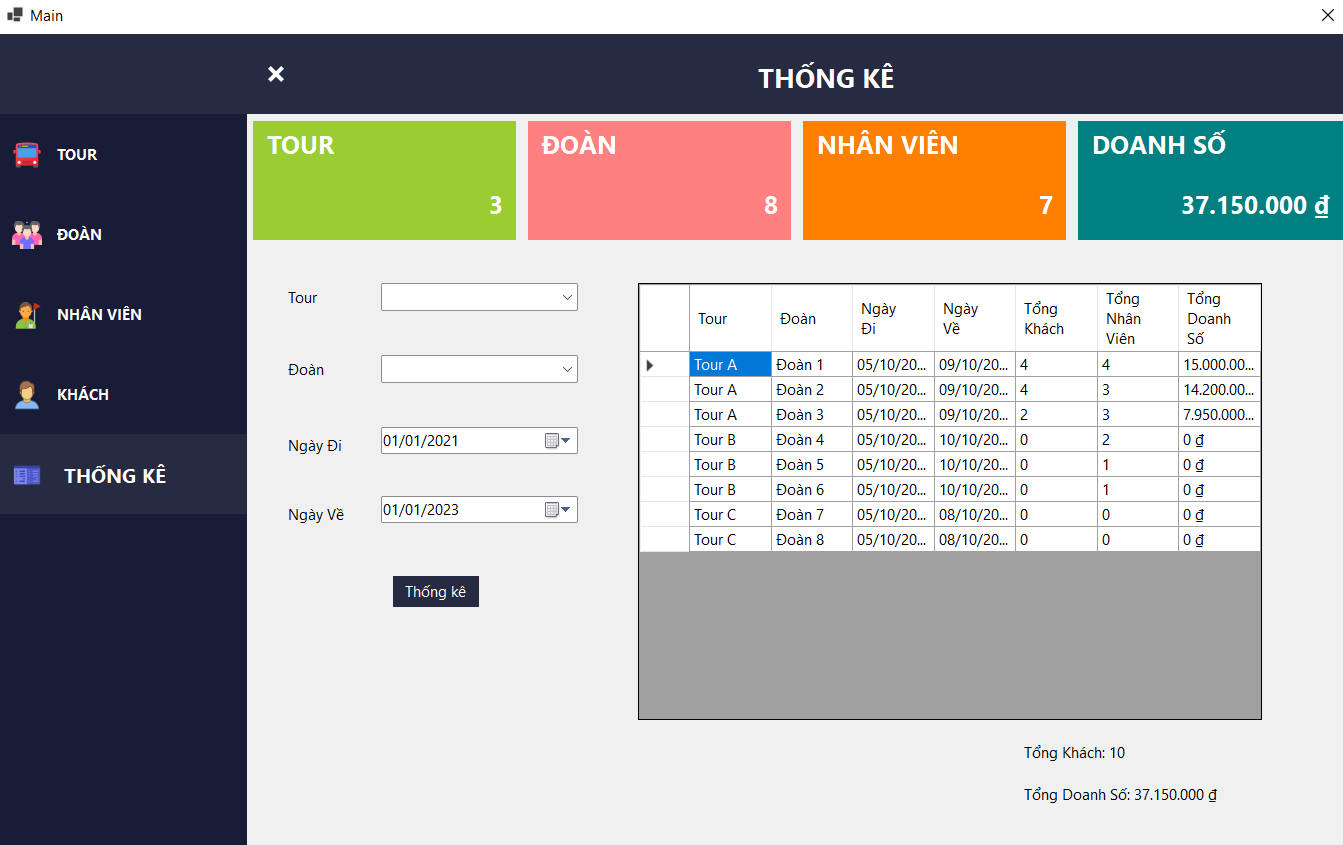 Main
THỐNG KÊ
TOUR
ĐOÀN
NHÂN VIÊN
KHÁCH
THỐNG KÊ
TOUR
3
ĐOÀN
8
NHÂN VIÊN
7
DOANH SỐ
37.150.000 ₫
Tour
Đoàn
Ngày Đi 01/01/2021
Ngày Về 01/01/2023
Thống kê
Tour Đoàn Ngày Đi Ngày Về Tổng Khách Tổng Nhân Viên Tổng Doanh Số
Tour A Đoàn 1 05/10/20... 09/10/20... 4 4 15.000.00...
Tour A Đoàn 2 05/10/20... 09/10/20... 4 3 14.200.00...
Tour A Đoàn 3 05/10/20... 09/10/20... 2 3 7.950.000...
Tour B Đoàn 4 05/10/20... 10/10/20... 0 2 0 ₫
Tour B Đoàn 5 05/10/20... 10/10/20... 0 1 0 ₫
Tour B Đoàn 6 05/10/20... 10/10/20... 0 1 0 ₫
Tour C Đoàn 7 05/10/20... 08/10/20... 0 0 0 ₫
Tour C Đoàn 8 05/10/20... 08/10/20... 0 0 0 ₫
Tổng Khách: 10
Tổng Doanh Số: 37.150.000 ₫